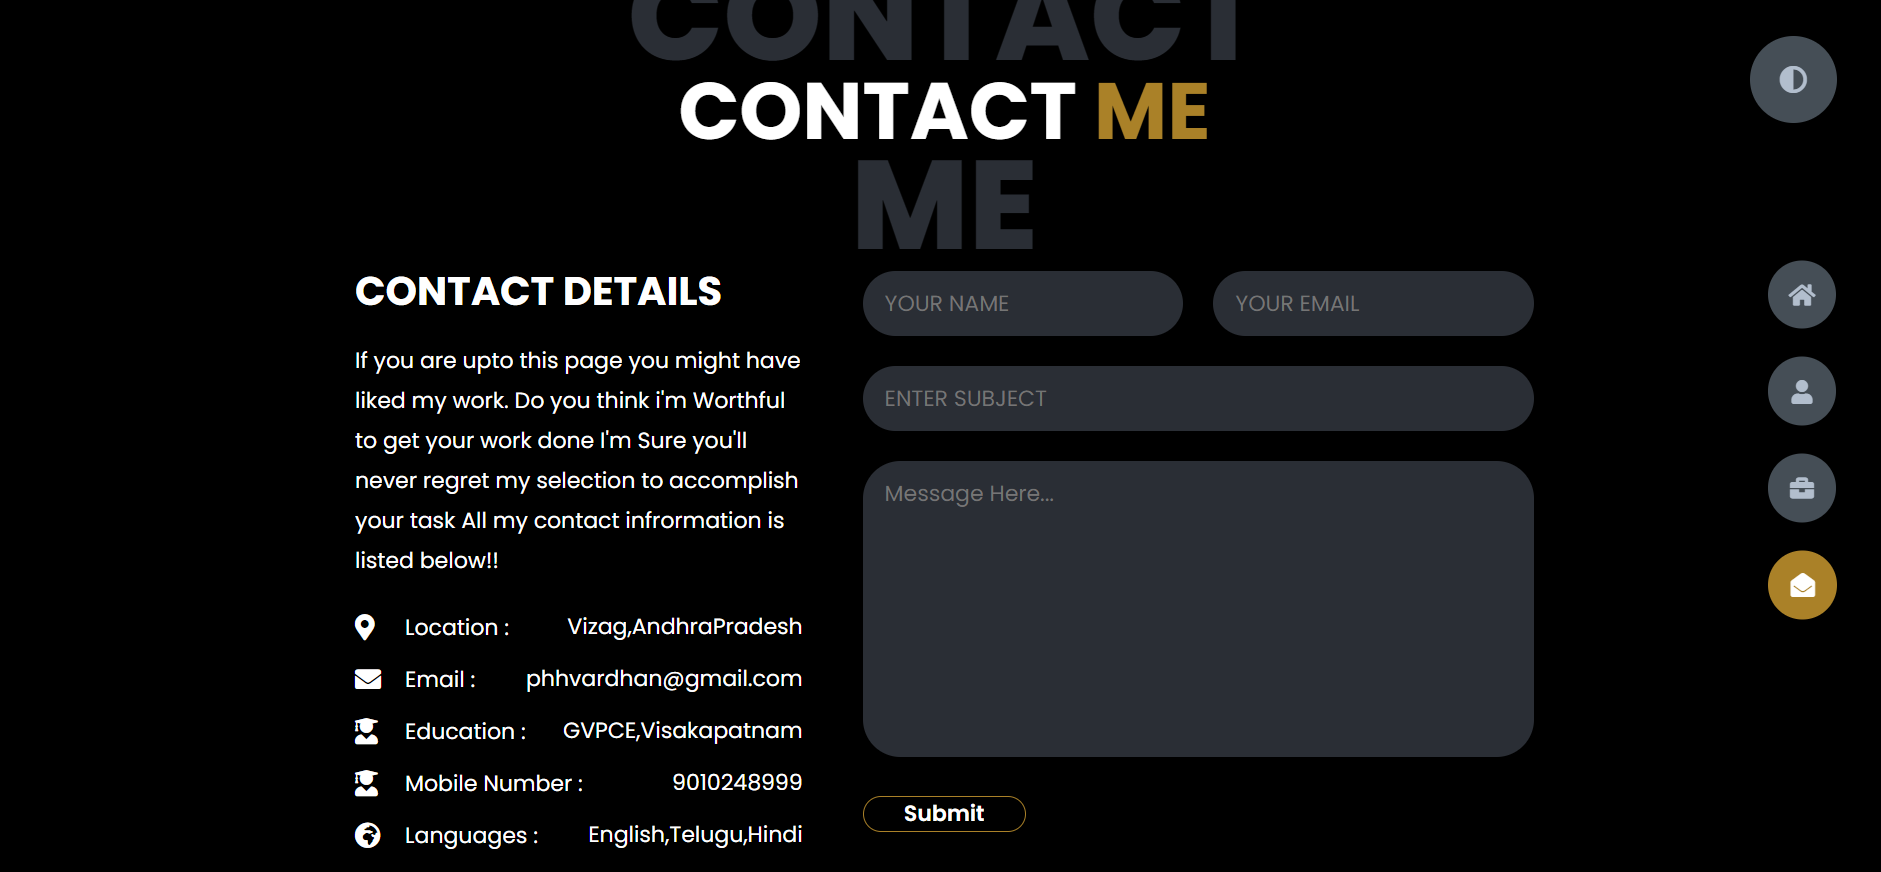 CONTACT
CONTACT ME
ME
CONTACT DETAILS
If you are upto this page you might have
liked my work. Do you think i'm Worthful
to get your work done I'm Sure you'll
never regret my selection to accomplish
your task All my contact infrormation is
listed below!!
Location : Vizag,AndhraPradesh
Email : phhvardhan@gmail.com
Education : GVPCE,Visakapatnam
Mobile Number : 9010248999
Languages : English,Telugu,Hindi
YOUR NAME YOUR EMAIL
ENTER SUBJECT
Message Here...
Submit